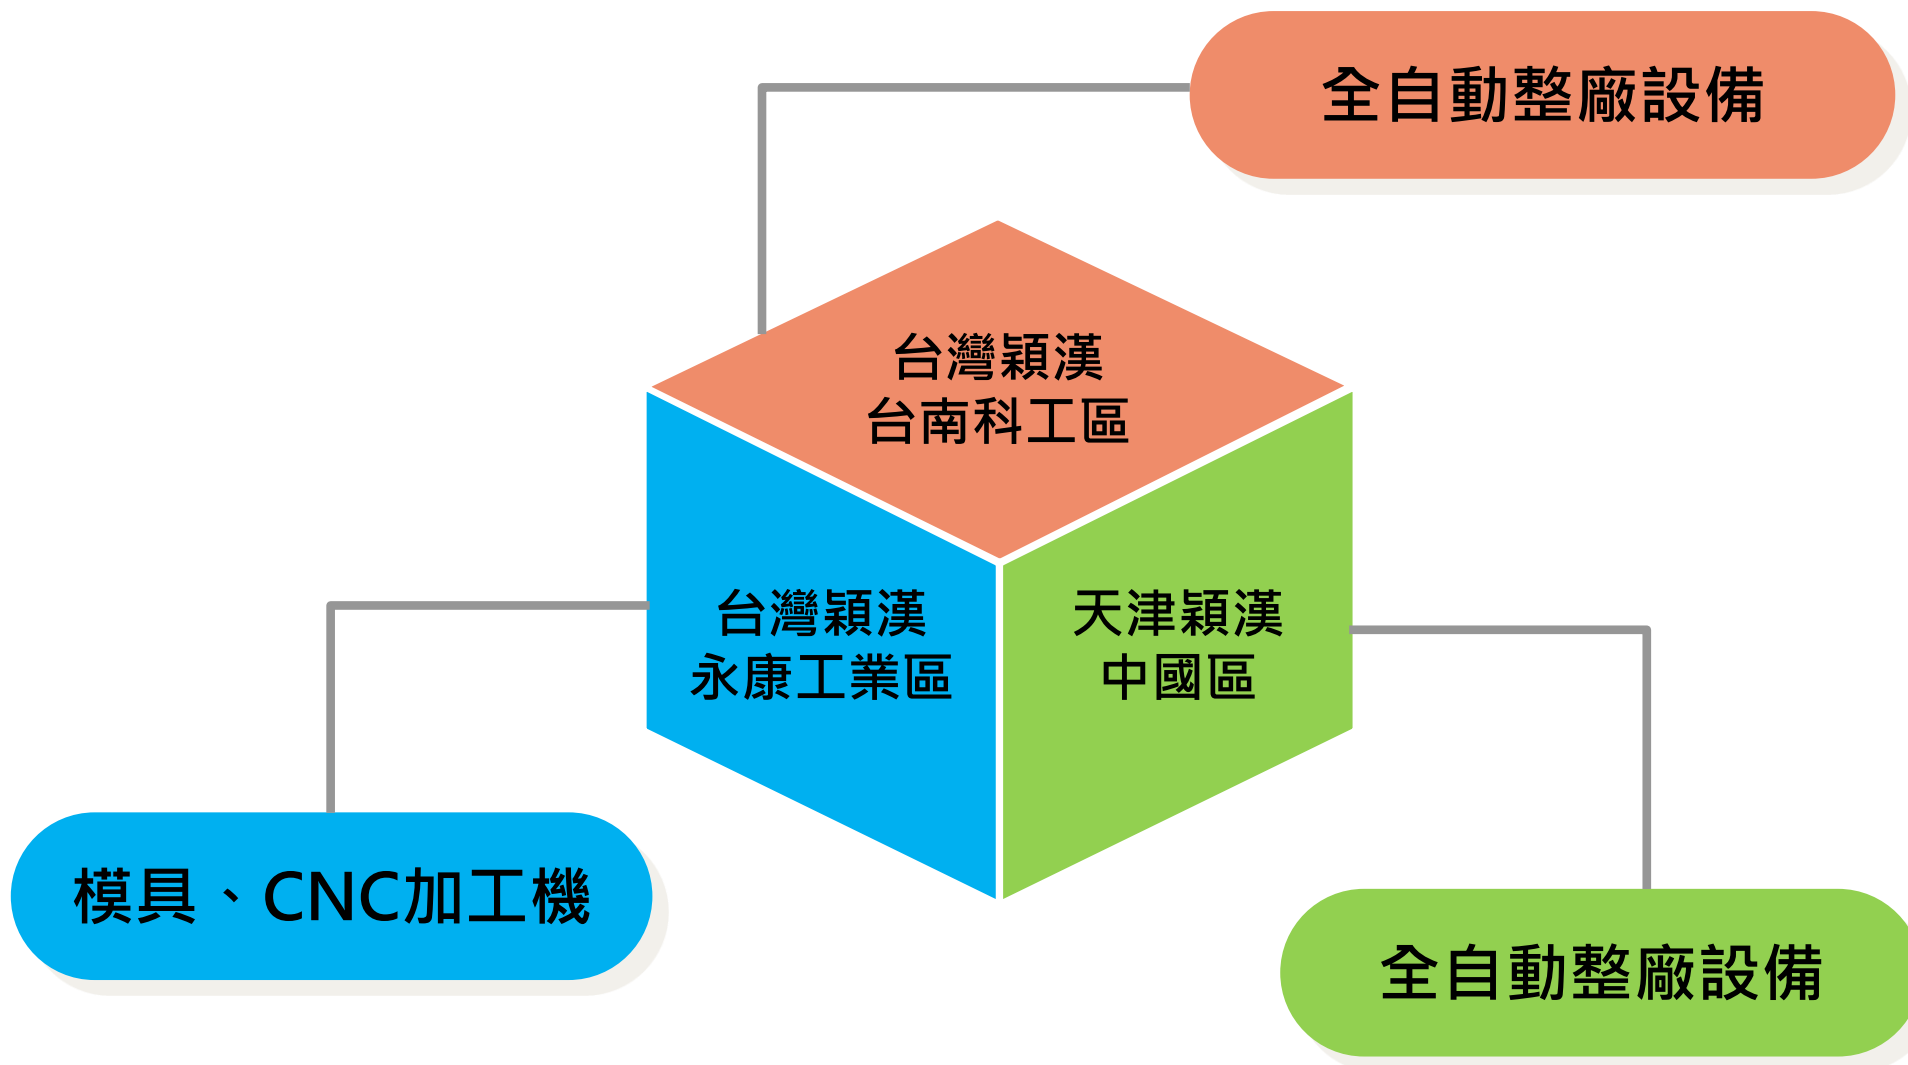 全自動整廠設備
台灣穎漢
台南科工區
台灣穎漢
永康工業區
天津穎漢
中國區
模具、CNC加工機
全自動整廠設備